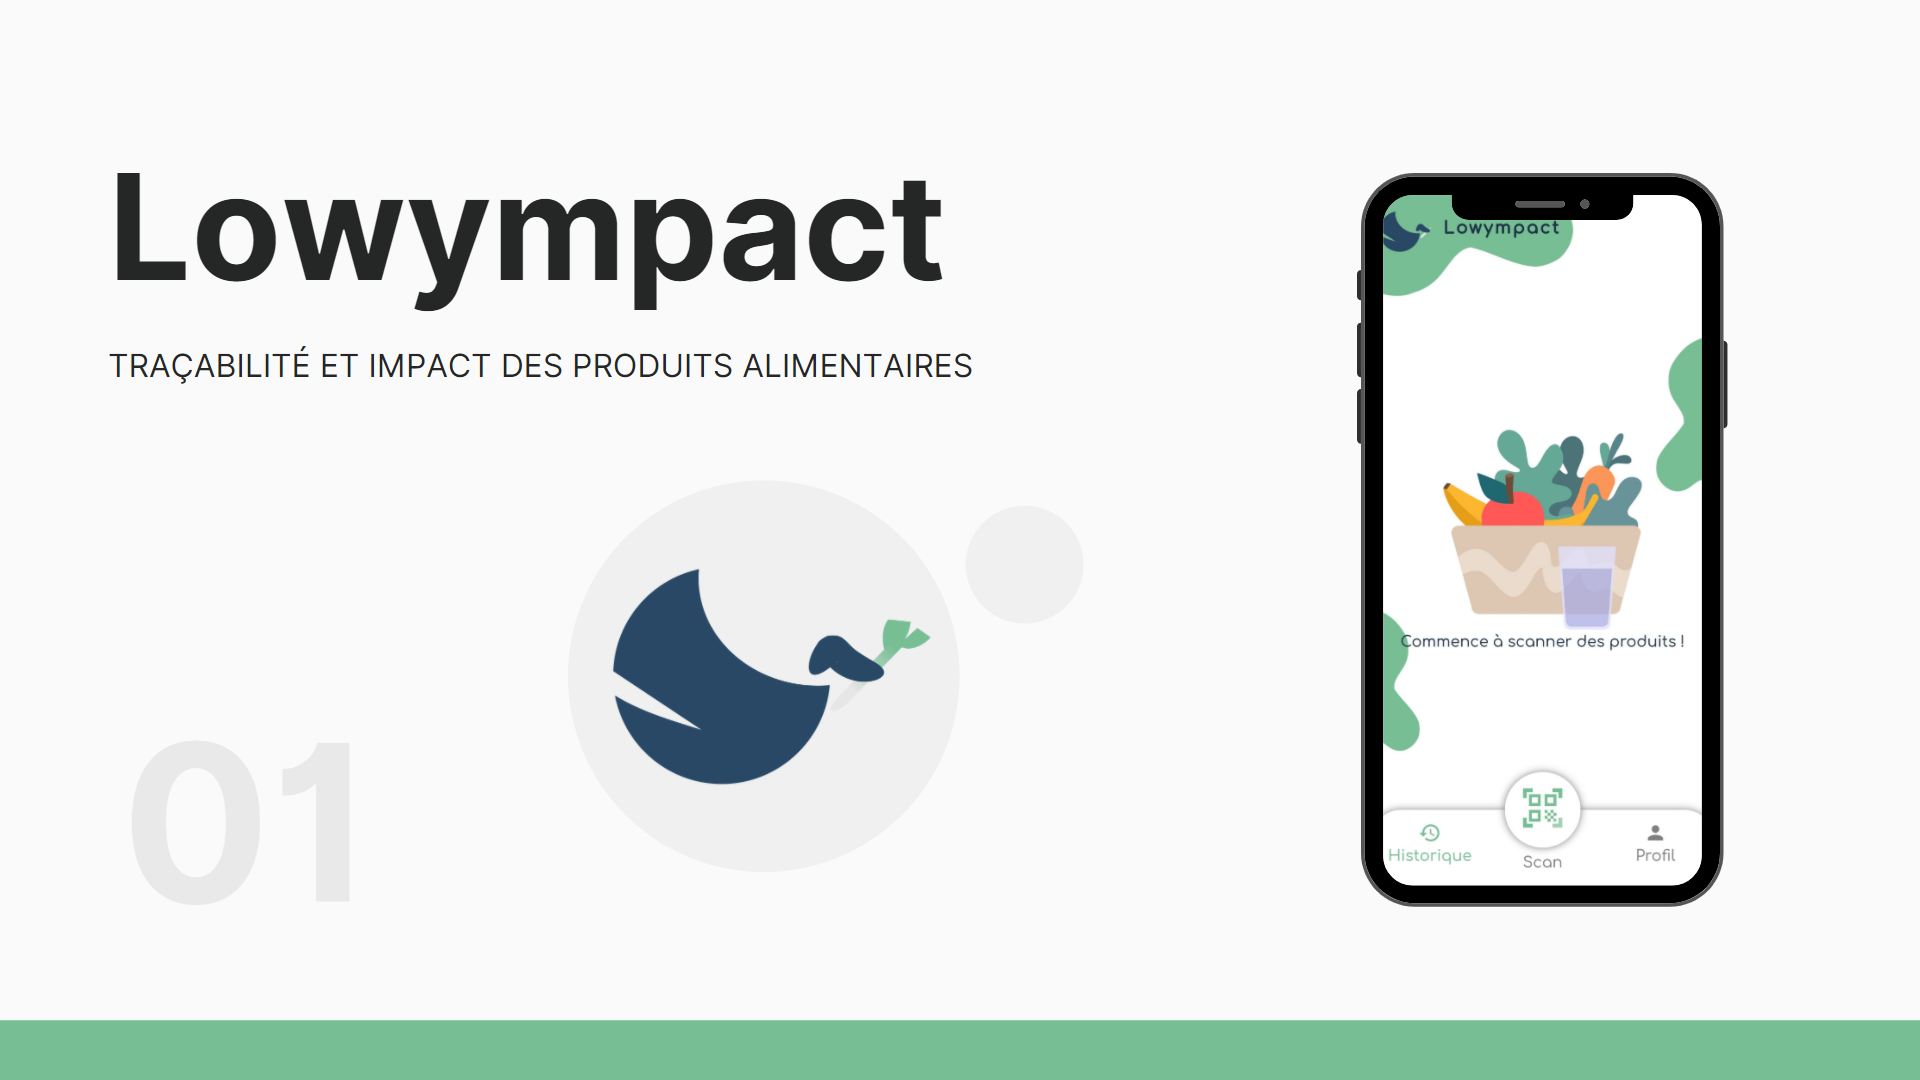 Lowympact
TRAÇABILITÉ ET IMPACT DES PRODUITS ALIMENTAIRES
01
Lowympact
Commence à scanner des produits !
Historique
Scan
Profil